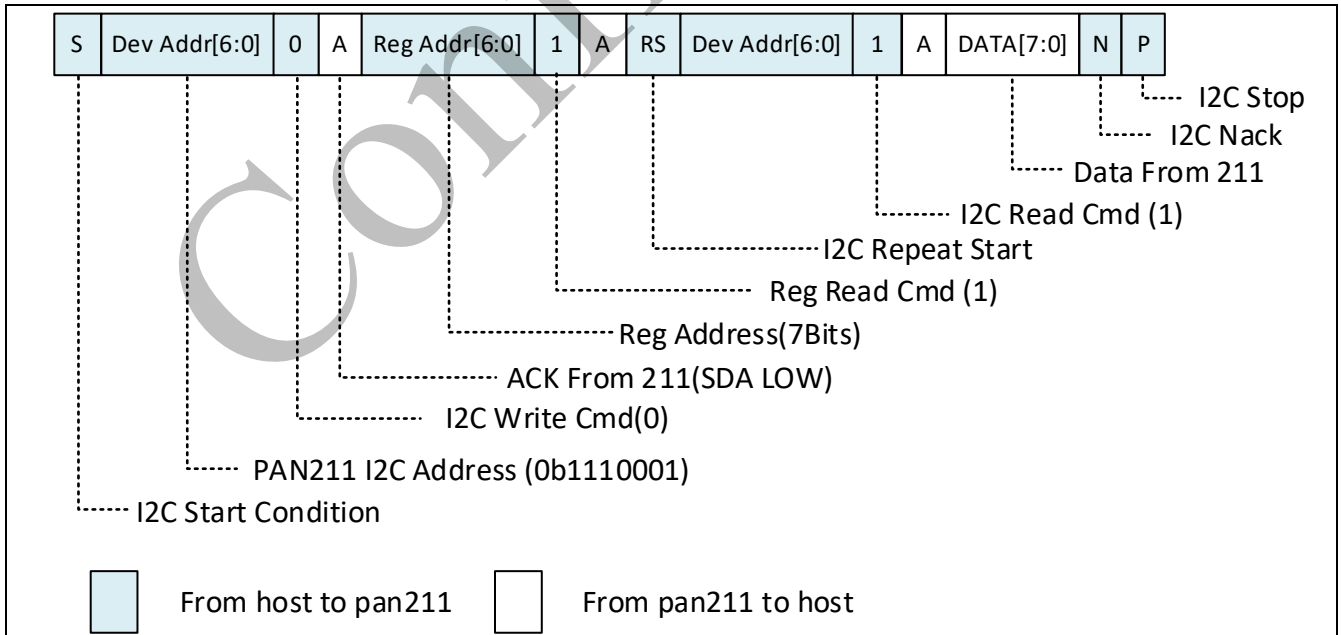 S Dev Addr[6:0] 0 A Reg Addr[6:0] 1 A RS Dev Addr[6:0] 1 A DATA[7:0] N P
I2C Stop
I2C Nack
Data From 211
I2C Read Cmd (1)
I2C Repeat Start
Reg Read Cmd (1)
Reg Address(7Bits)
ACK From 211(SDA LOW)
I2C Write Cmd(0)
PAN211 I2C Address (0b1110001)
I2C Start Condition
From host to pan211 From pan211 to host